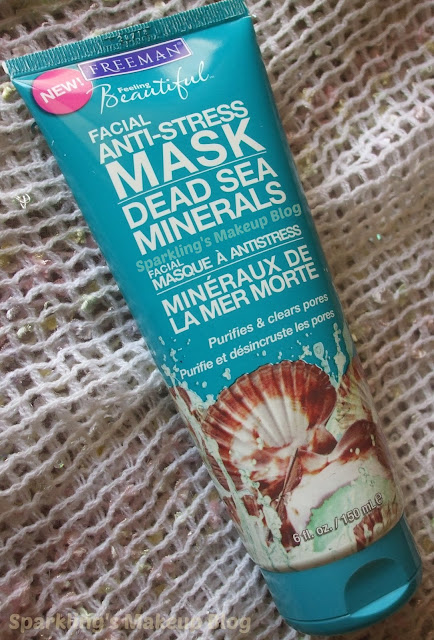 NEW!
FREEMAN
Feeling
Beautiful™
FACIAL
ANTI-STRESS
MASK
DEAD SEA
MINERALS
Sparkling's Makeup Blog
FACIAL
MASQUE À ANTISTRESS
MINÉRAUX DE
LA MER MORTE
Purifies & clears pores
Purifie et désincruste les pores
6 fl. oz. / 150 mL e
Sparkling's Makeup Blog